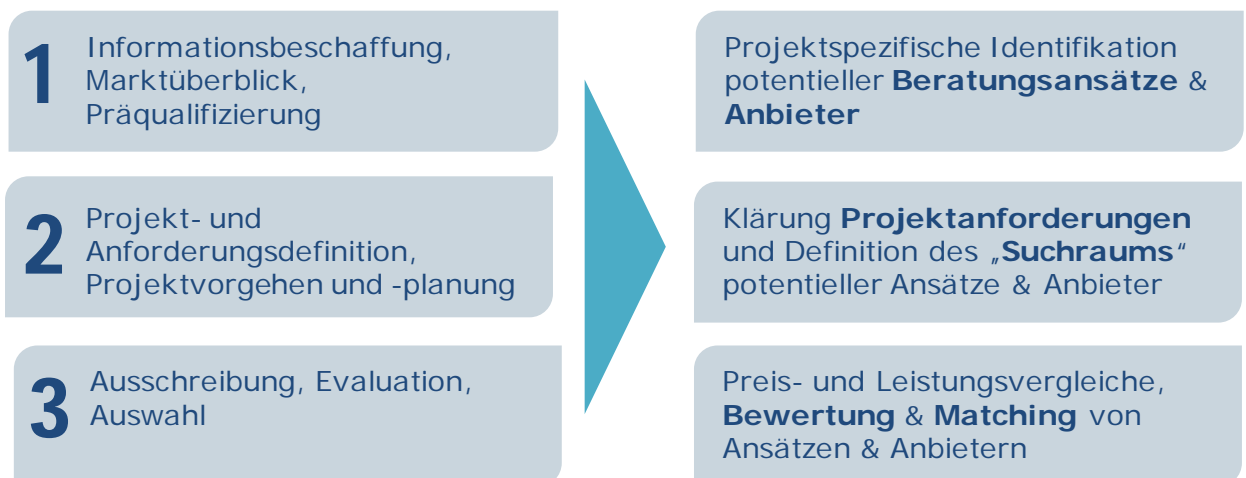 1
Informationsbeschaffung,
Marktüberblick,
Präqualifizierung
Projektspezifische Identifikation
potentieller Beratungsansätze &
Anbieter
2
Projekt- und
Anforderungsdefinition,
Projektvorgehen und -planung
Klärung Projektanforderungen
und Definition des „Suchraums“
potentieller Ansätze & Anbieter
3
Ausschreibung, Evaluation,
Auswahl
Preis- und Leistungsvergleiche,
Bewertung & Matching von
Ansätzen & Anbietern